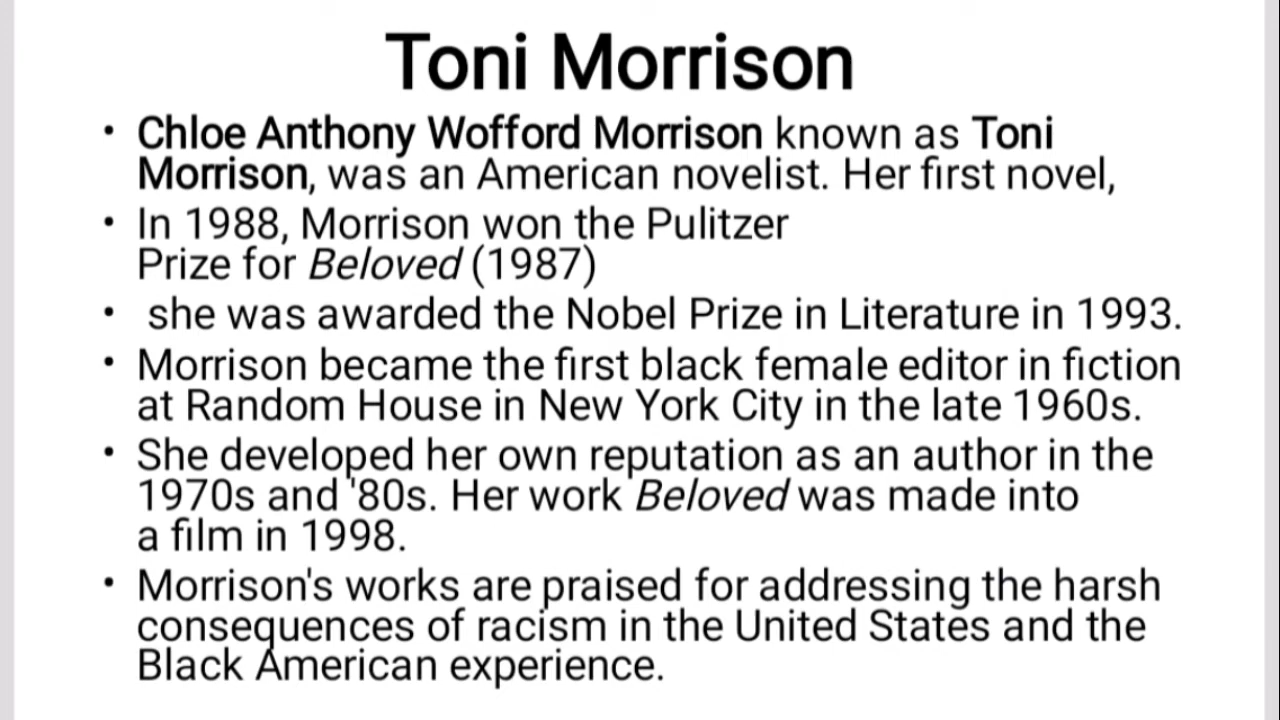 Toni Morrison
• Chloe Anthony Wofford Morrison known as Toni
Morrison, was an American novelist. Her first novel,
• In 1988, Morrison won the Pulitzer
Prize for Beloved (1987)
• she was awarded the Nobel Prize in Literature in 1993.
• Morrison became the first black female editor in fiction
at Random House in New York City in the late 1960s.
• She developed her own reputation as an author in the
1970s and '80s. Her work Beloved was made into
a film in 1998.
• Morrison's works are praised for addressing the harsh
consequences of racism in the United States and the
Black American experience.